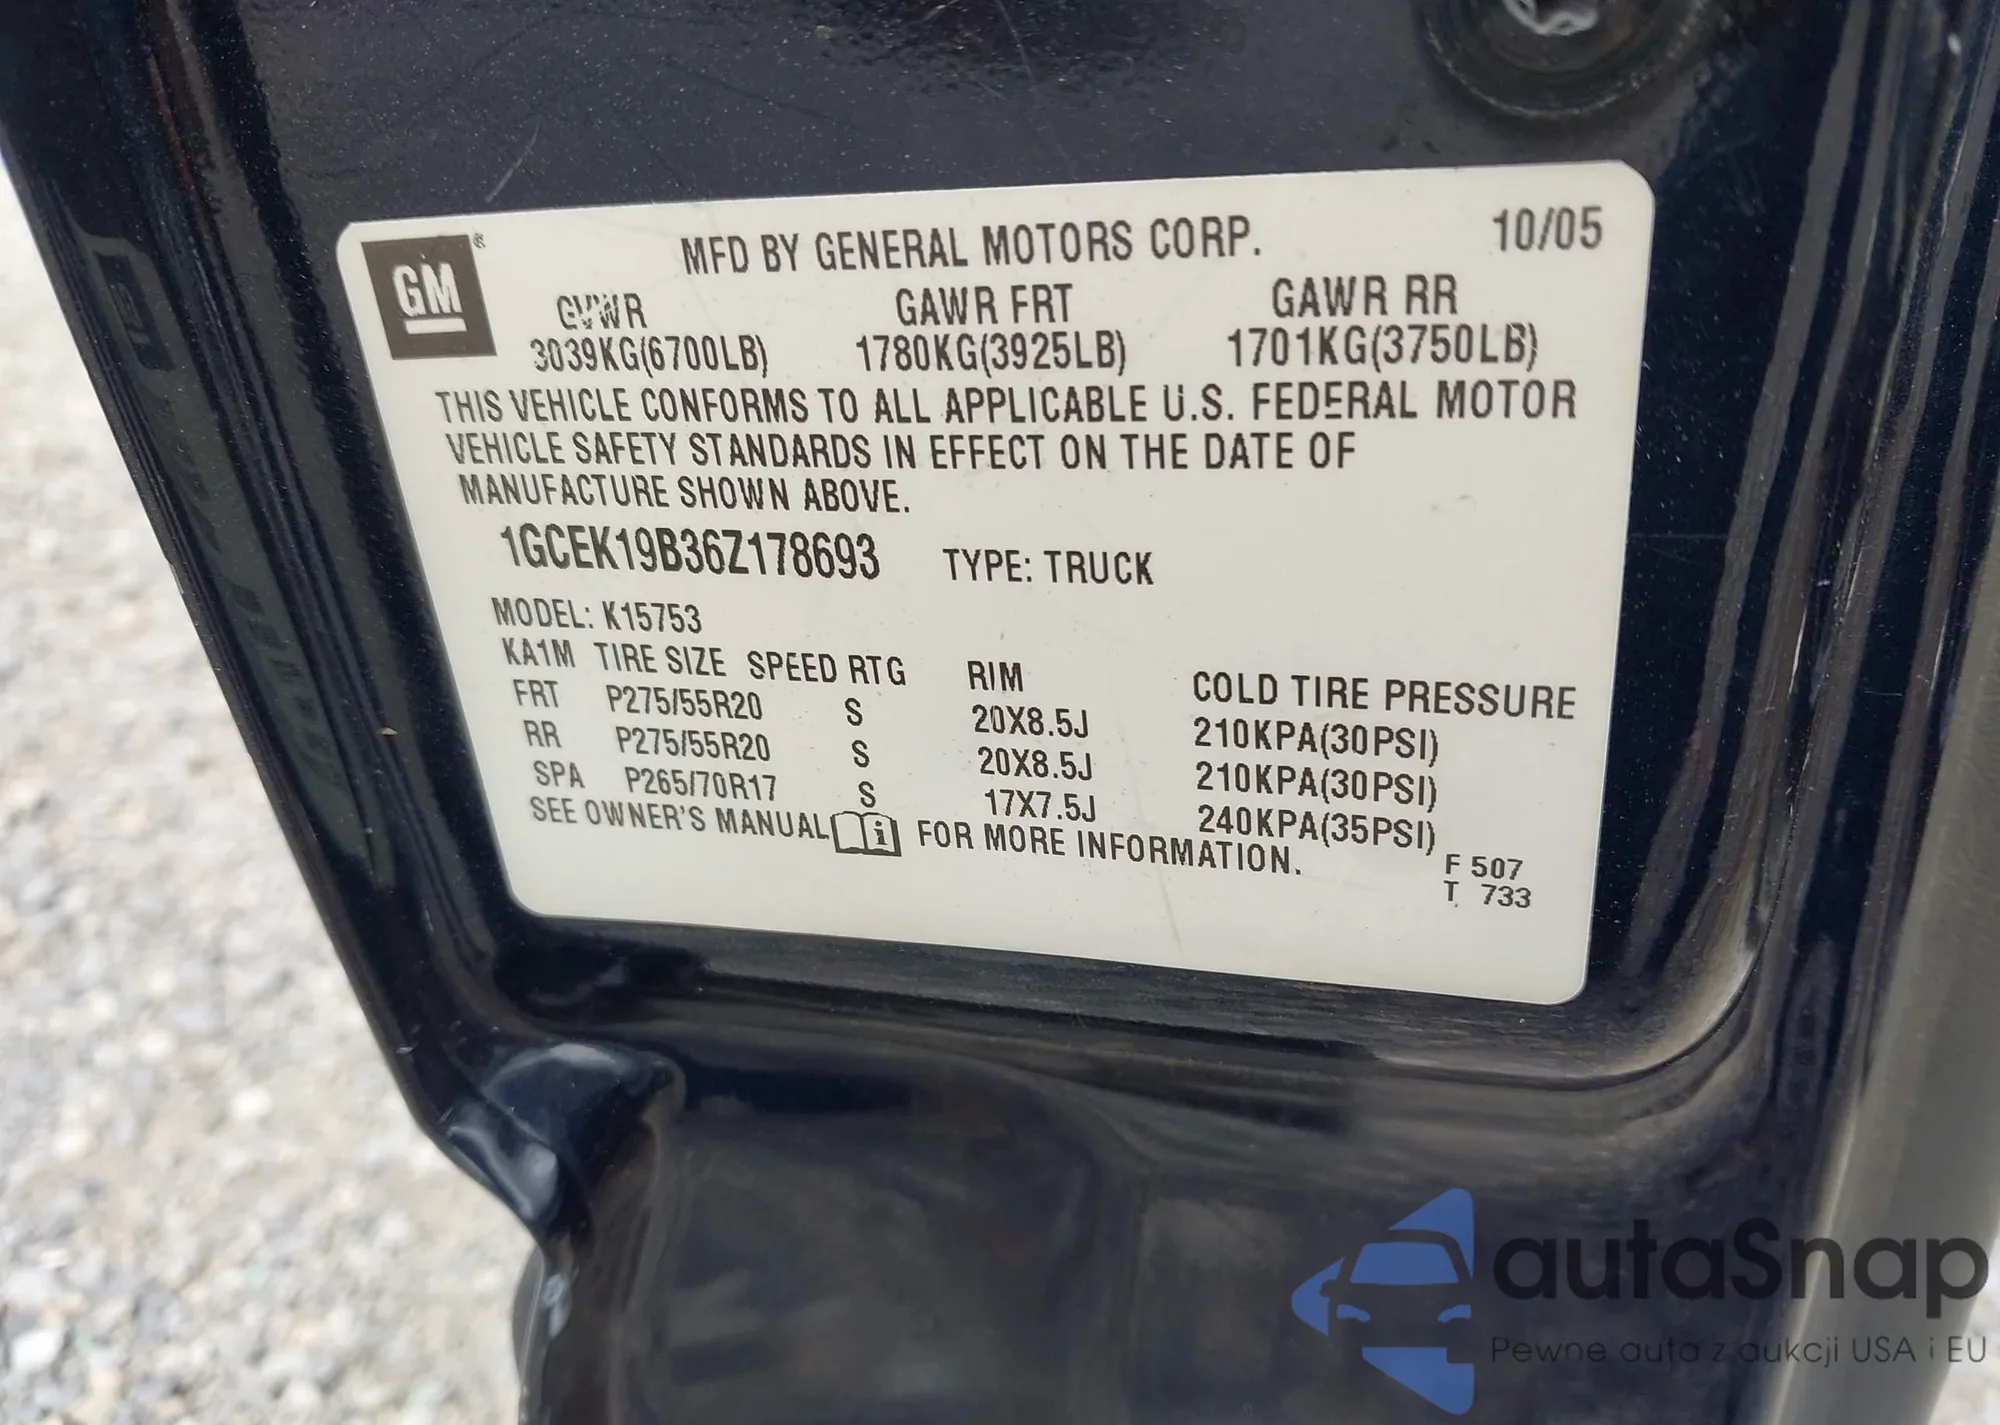 GM ®
MFD BY GENERAL MOTORS CORP. 10/05
GVWR GAWR FRT GAWR RR
3039KG(6700LB) 1780KG(3925LB) 1701KG(3750LB)
THIS VEHICLE CONFORMS TO ALL APPLICABLE U.S. FEDERAL MOTOR
VEHICLE SAFETY STANDARDS IN EFFECT ON THE DATE OF
MANUFACTURE SHOWN ABOVE.
1GCEK19B36Z178693 TYPE: TRUCK
MODEL: K15753
KA1M TIRE SIZE SPEED RTG RIM COLD TIRE PRESSURE
FRT P275/55R20 S 20X8.5J 210KPA(30PSI)
RR P275/55R20 S 20X8.5J 210KPA(30PSI)
SPA P265/70R17 S 17X7.5J 240KPA(35PSI)
SEE OWNER'S MANUAL i FOR MORE INFORMATION.
F 507
T 733
autaSnap
Pewne auta z aukcji USA i EU